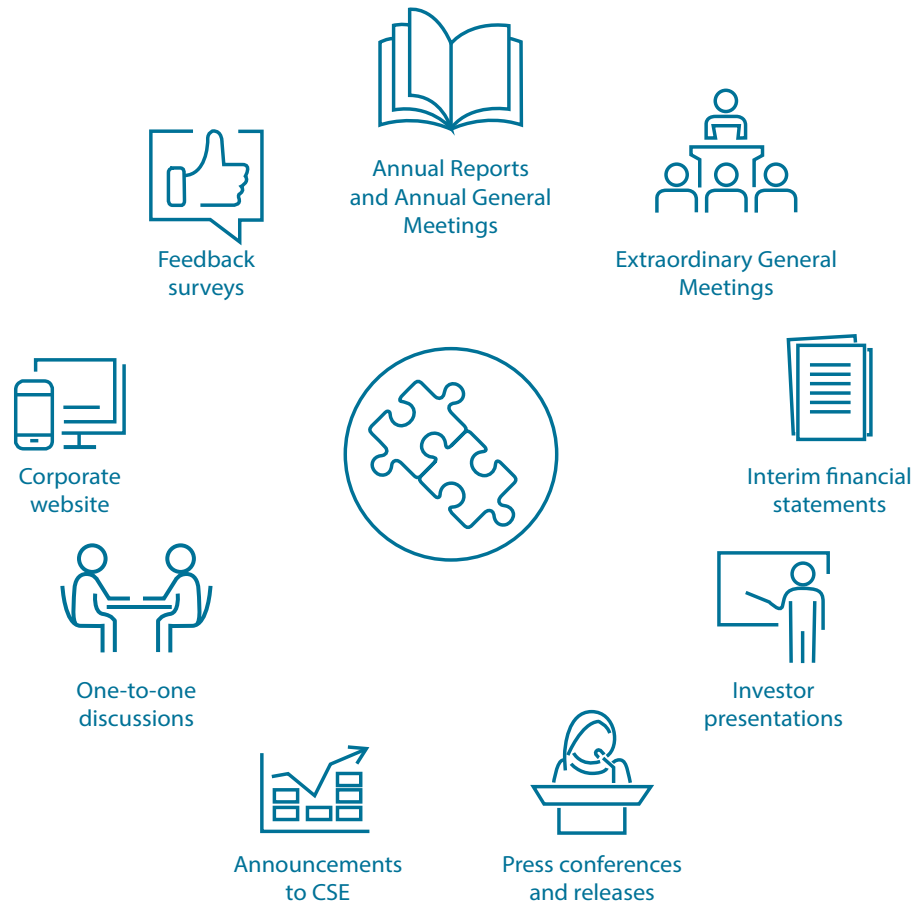 Annual Reports
and Annual General
Meetings
Extraordinary General
Meetings
Interim financial
statements
Investor
presentations
Press conferences
and releases
Announcements
to CSE
One-to-one
discussions
Corporate
website
Feedback
surveys